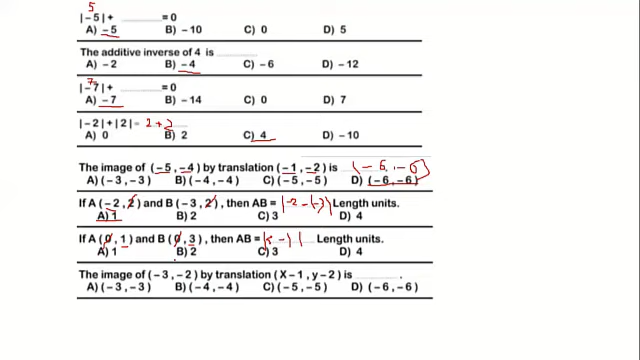 5
|−5| + ............ = 0
A) −5 B) −10 C) 0 D) 5
The additive inverse of 4 is ............
A) −2 B) −4 C) −6 D) −12
7
|−7| + ............ = 0
A) −7 B) −14 C) 0 D) 7
|−2| + |2| = 2 + 2
A) 0 B) 2 C) 4 D) −10
The image of (−5 , −4) by translation (−1 , −2) is (−6 , −6)
A) (−3 , −3) B) (−4 , −4) C) (−5 , −5) D) (−6 , −6)
If A (−2 , 2) and B (−3 , 2) , then AB = |−2 − (−3)| Length units.
A) 1 B) 2 C) 3 D) 4
If A (0 , 1) and B (0 , 3) , then AB = Length units.
A) 1 B) 2 C) 3 D) 4
The image of (−3 , −2) by translation (X−1 , y−2) is ............ .
A) (−3 , −3) B) (−4 , −4) C) (−5 , −5) D) (−6 , −6)